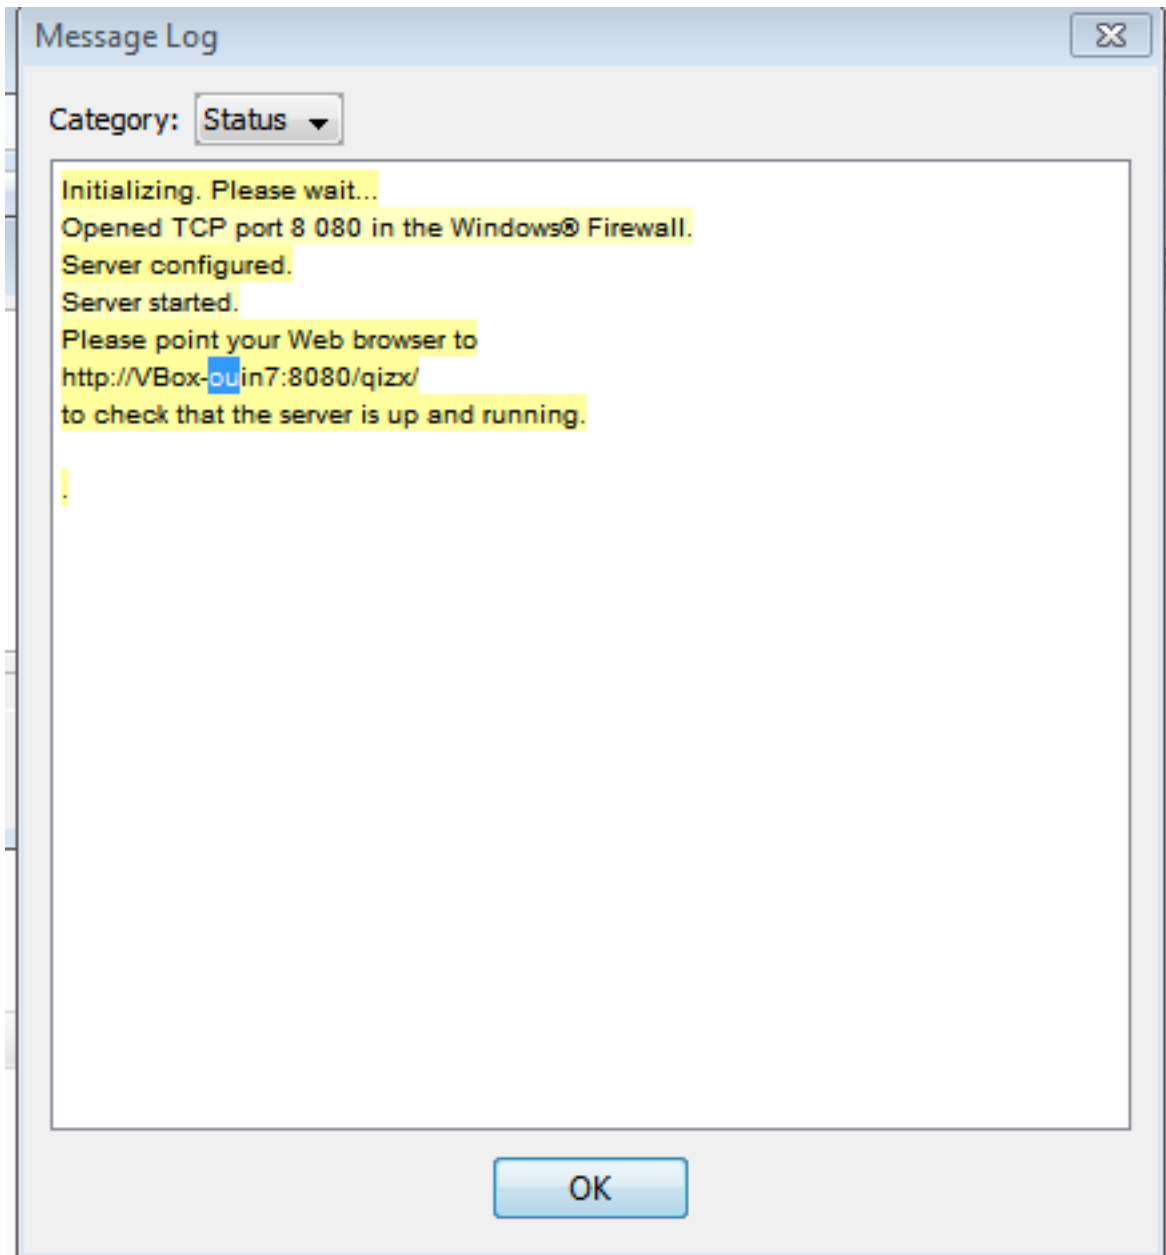 Message Log
Category: Status
Initializing. Please wait...
Opened TCP port 8 080 in the Windows® Firewall.
Server configured.
Server started.
Please point your Web browser to
http://VBox-ouin7:8080/qizx/
to check that the server is up and running.
.
OK